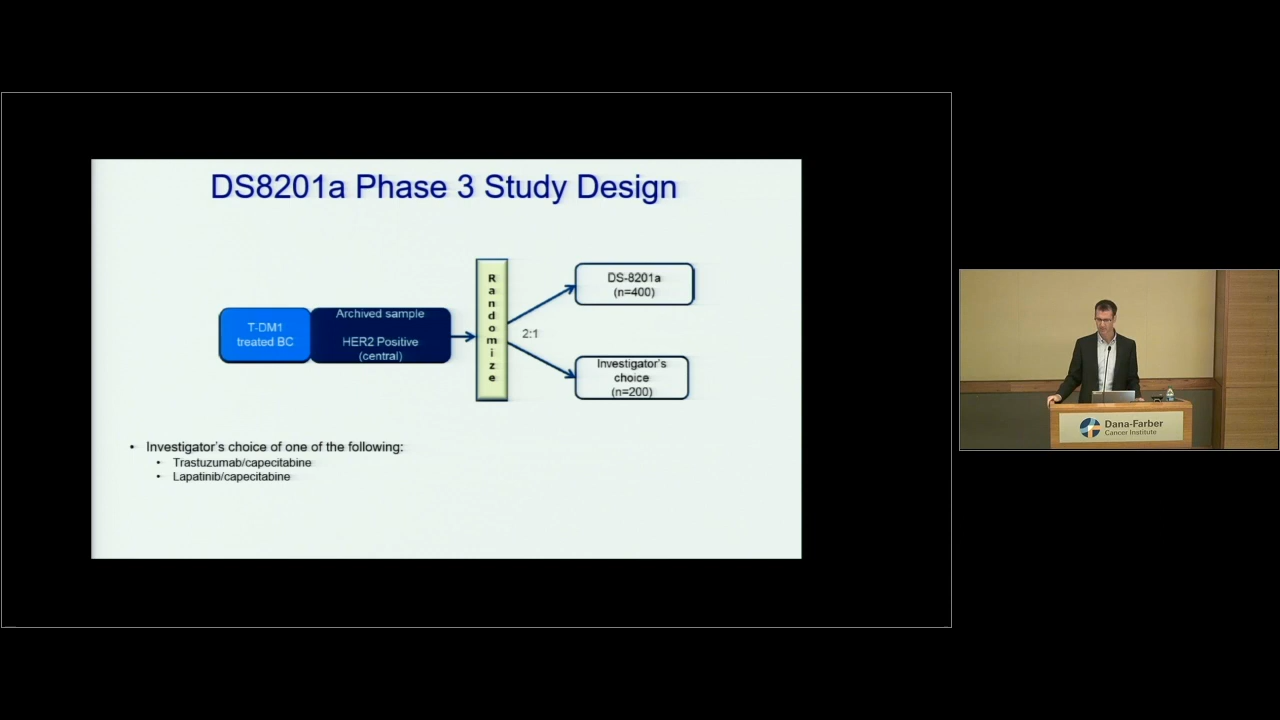 DS8201a Phase 3 Study Design
T-DM1
treated BC
Archived sample
HER2 Positive
(central)
Randomize
2:1
DS-8201a
(n=400)
Investigator's
choice
(n=200)
• Investigator's choice of one of the following:
• Trastuzumab/capecitabine
• Lapatinib/capecitabine
Dana-Farber
Cancer Institute